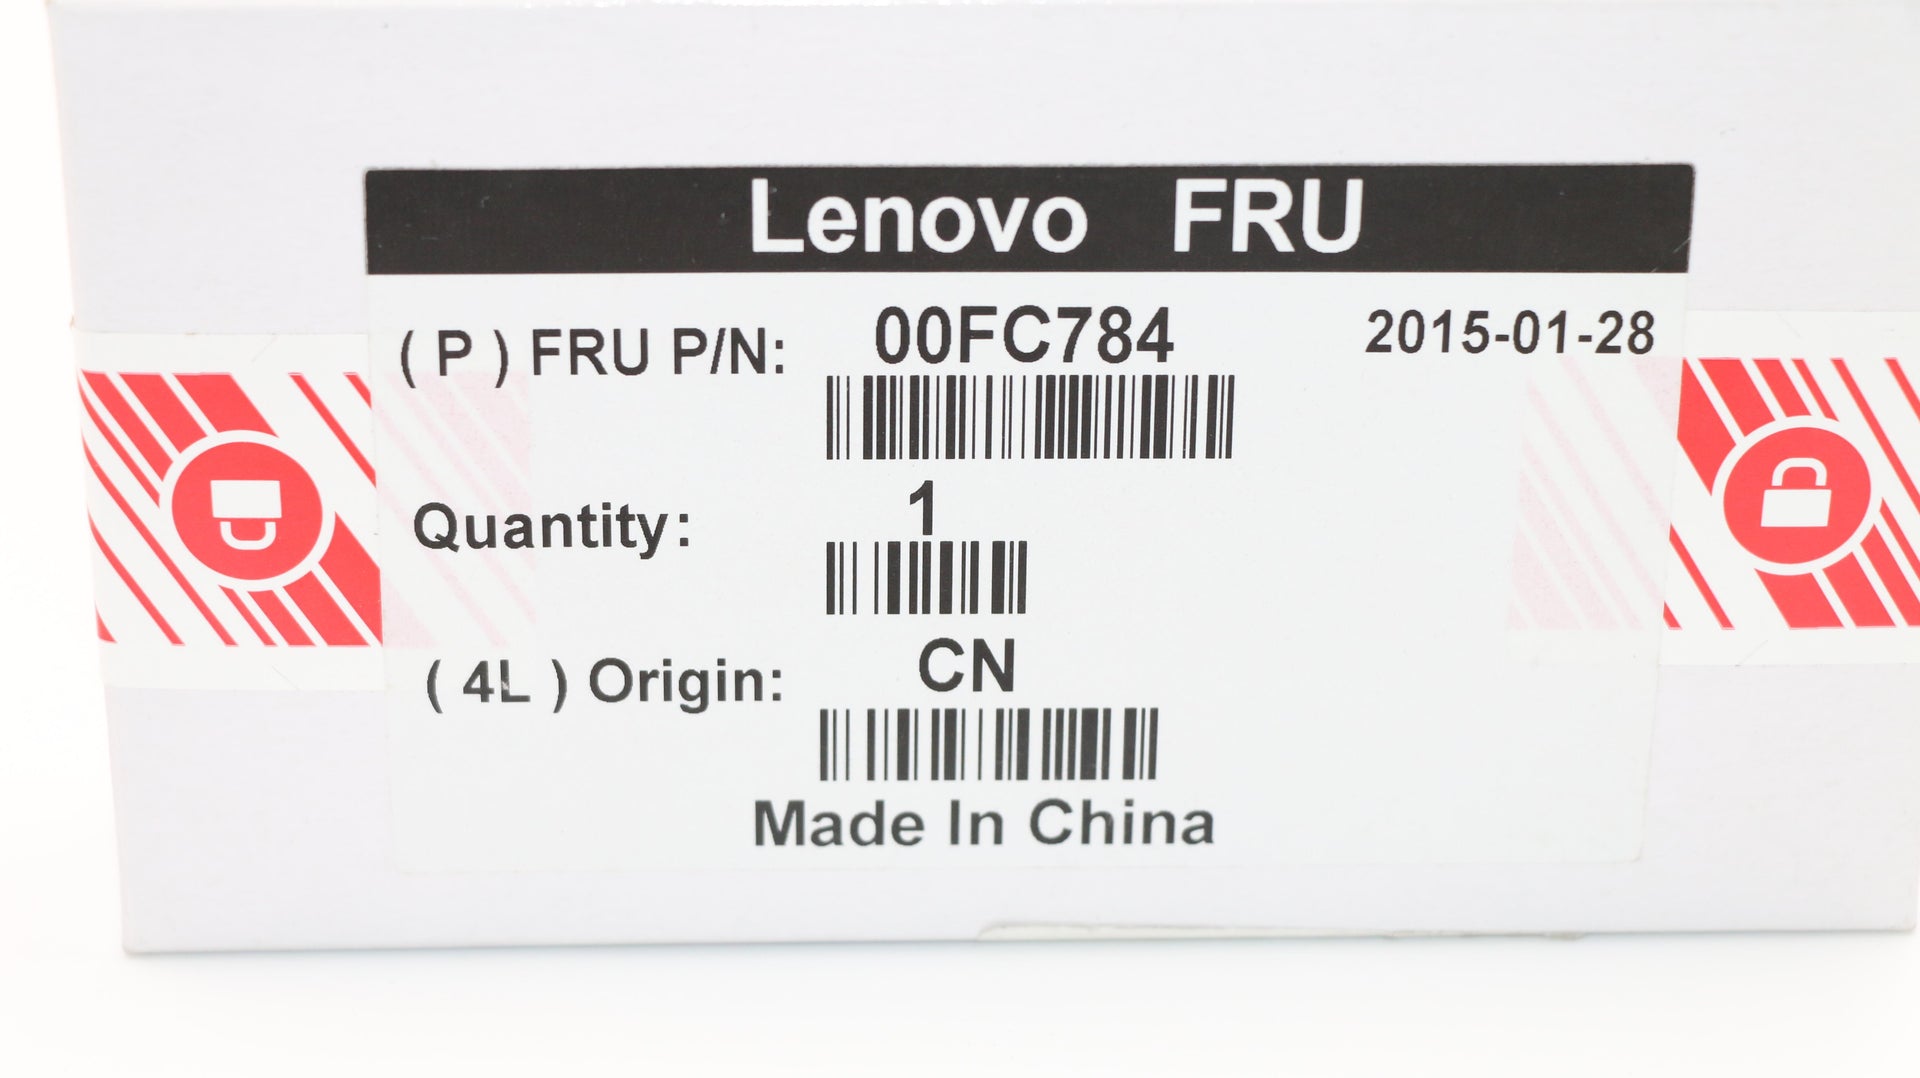 Lenovo FRU
( P ) FRU P/N: 00FC784 2015-01-28
Quantity: 1
( 4L ) Origin: CN
Made In China